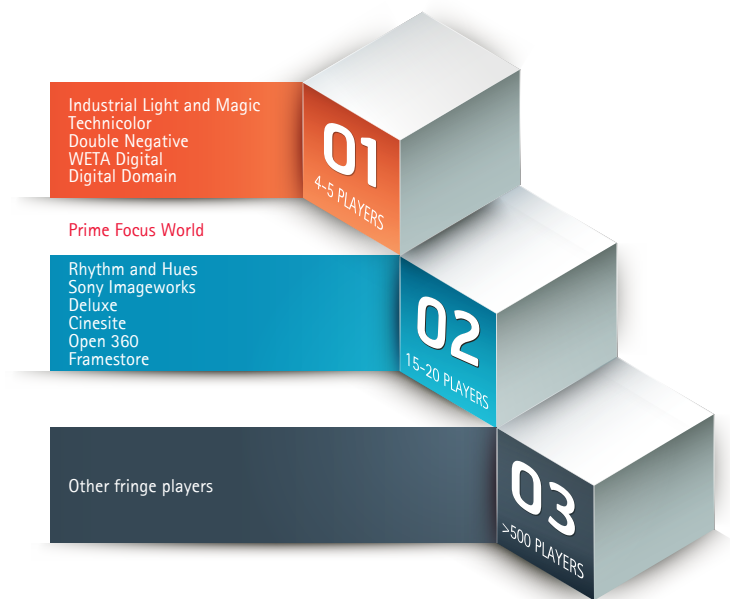 Industrial Light and Magic
Technicolor
Double Negative
WETA Digital
Digital Domain
01
4-5 PLAYERS
Prime Focus World
Rhythm and Hues
Sony Imageworks
Deluxe
Cinesite
Open 360
Framestore
02
15-20 PLAYERS
Other fringe players
03
>500 PLAYERS